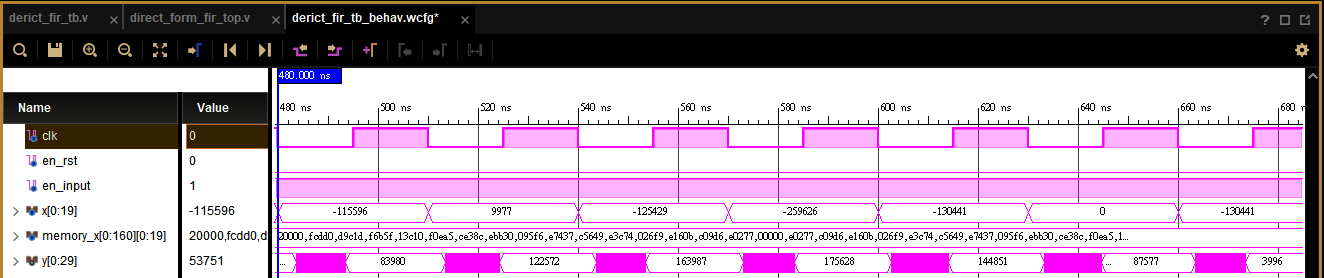 derict_fir_tb.v × direct_form_fir_top.v × derict_fir_tb_behav.wcfg* ×
?
480.000 ns
480 ns 500 ns 520 ns 540 ns 560 ns 580 ns 600 ns 620 ns 640 ns 660 ns 680
Name Value
clk 0
en_rst 0
en_input 1
x[0:19] -115596 -115596 9977 -125429 -259626 -130441 0 -130441
memory_x[0:160][0:19] 20000,fcdd0,d 20000,fcdd0,d9c1d,f6b5f,13c10,f0ea5,ce38c,ebb30,095f6,e7437,c5649,e3c74,026f9,e160b,c09d6,e0277,00000,e0277,c09d6,e160b,026f9,e3c74,c5649,e7437,095f6,ebb30,ce38c,f0ea5,1...
y[0:29] 53751 ... 83980 122572 163987 175628 144851 87577 3996